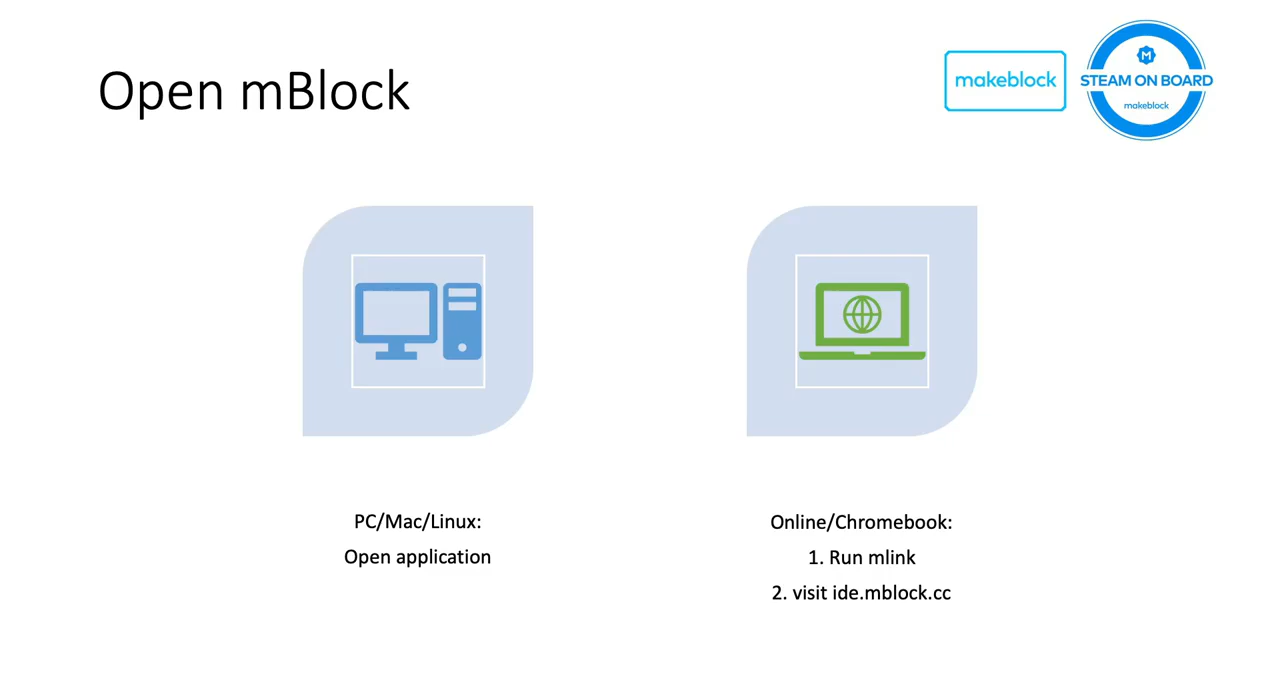 Open mBlock
makeblock
M
STEAM ON BOARD
makeblock
PC/Mac/Linux:
Open application
Online/Chromebook:
1. Run mlink
2. visit ide.mblock.cc